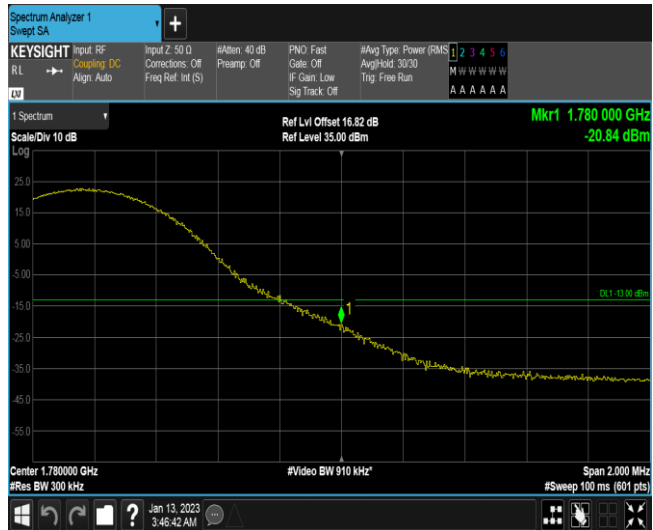 Spectrum Analyzer 1
Swept SA
+
KEYSIGHT
RL
LXI
Input: RF
Coupling: DC
Align: Auto
Input Z: 50 Ω
Corrections: Off
Freq Ref: Int (S)
#Atten: 40 dB
Preamp: Off
PNO: Fast
Gate: Off
IF Gain: Low
Sig Track: Off
#Avg Type: Power (RMS
Avg|Hold: 30/30
Trig: Free Run
1 2 3 4 5 6
M W W W W W
A A A A A A
1 Spectrum
Scale/Div 10 dB
Log
Ref Lvl Offset 16.82 dB
Ref Level 35.00 dBm
Mkr1 1.780 000 GHz
-20.84 dBm
25.0
15.0
5.00
-5.00
-15.0
-25.0
-35.0
-45.0
-55.0
DL1 -13.00 dBm
1
Center 1.780000 GHz
#Res BW 300 kHz
#Video BW 910 kHz*
Span 2.000 MHz
#Sweep 100 ms (601 pts)
?
Jan 13, 2023
3:46:42 AM